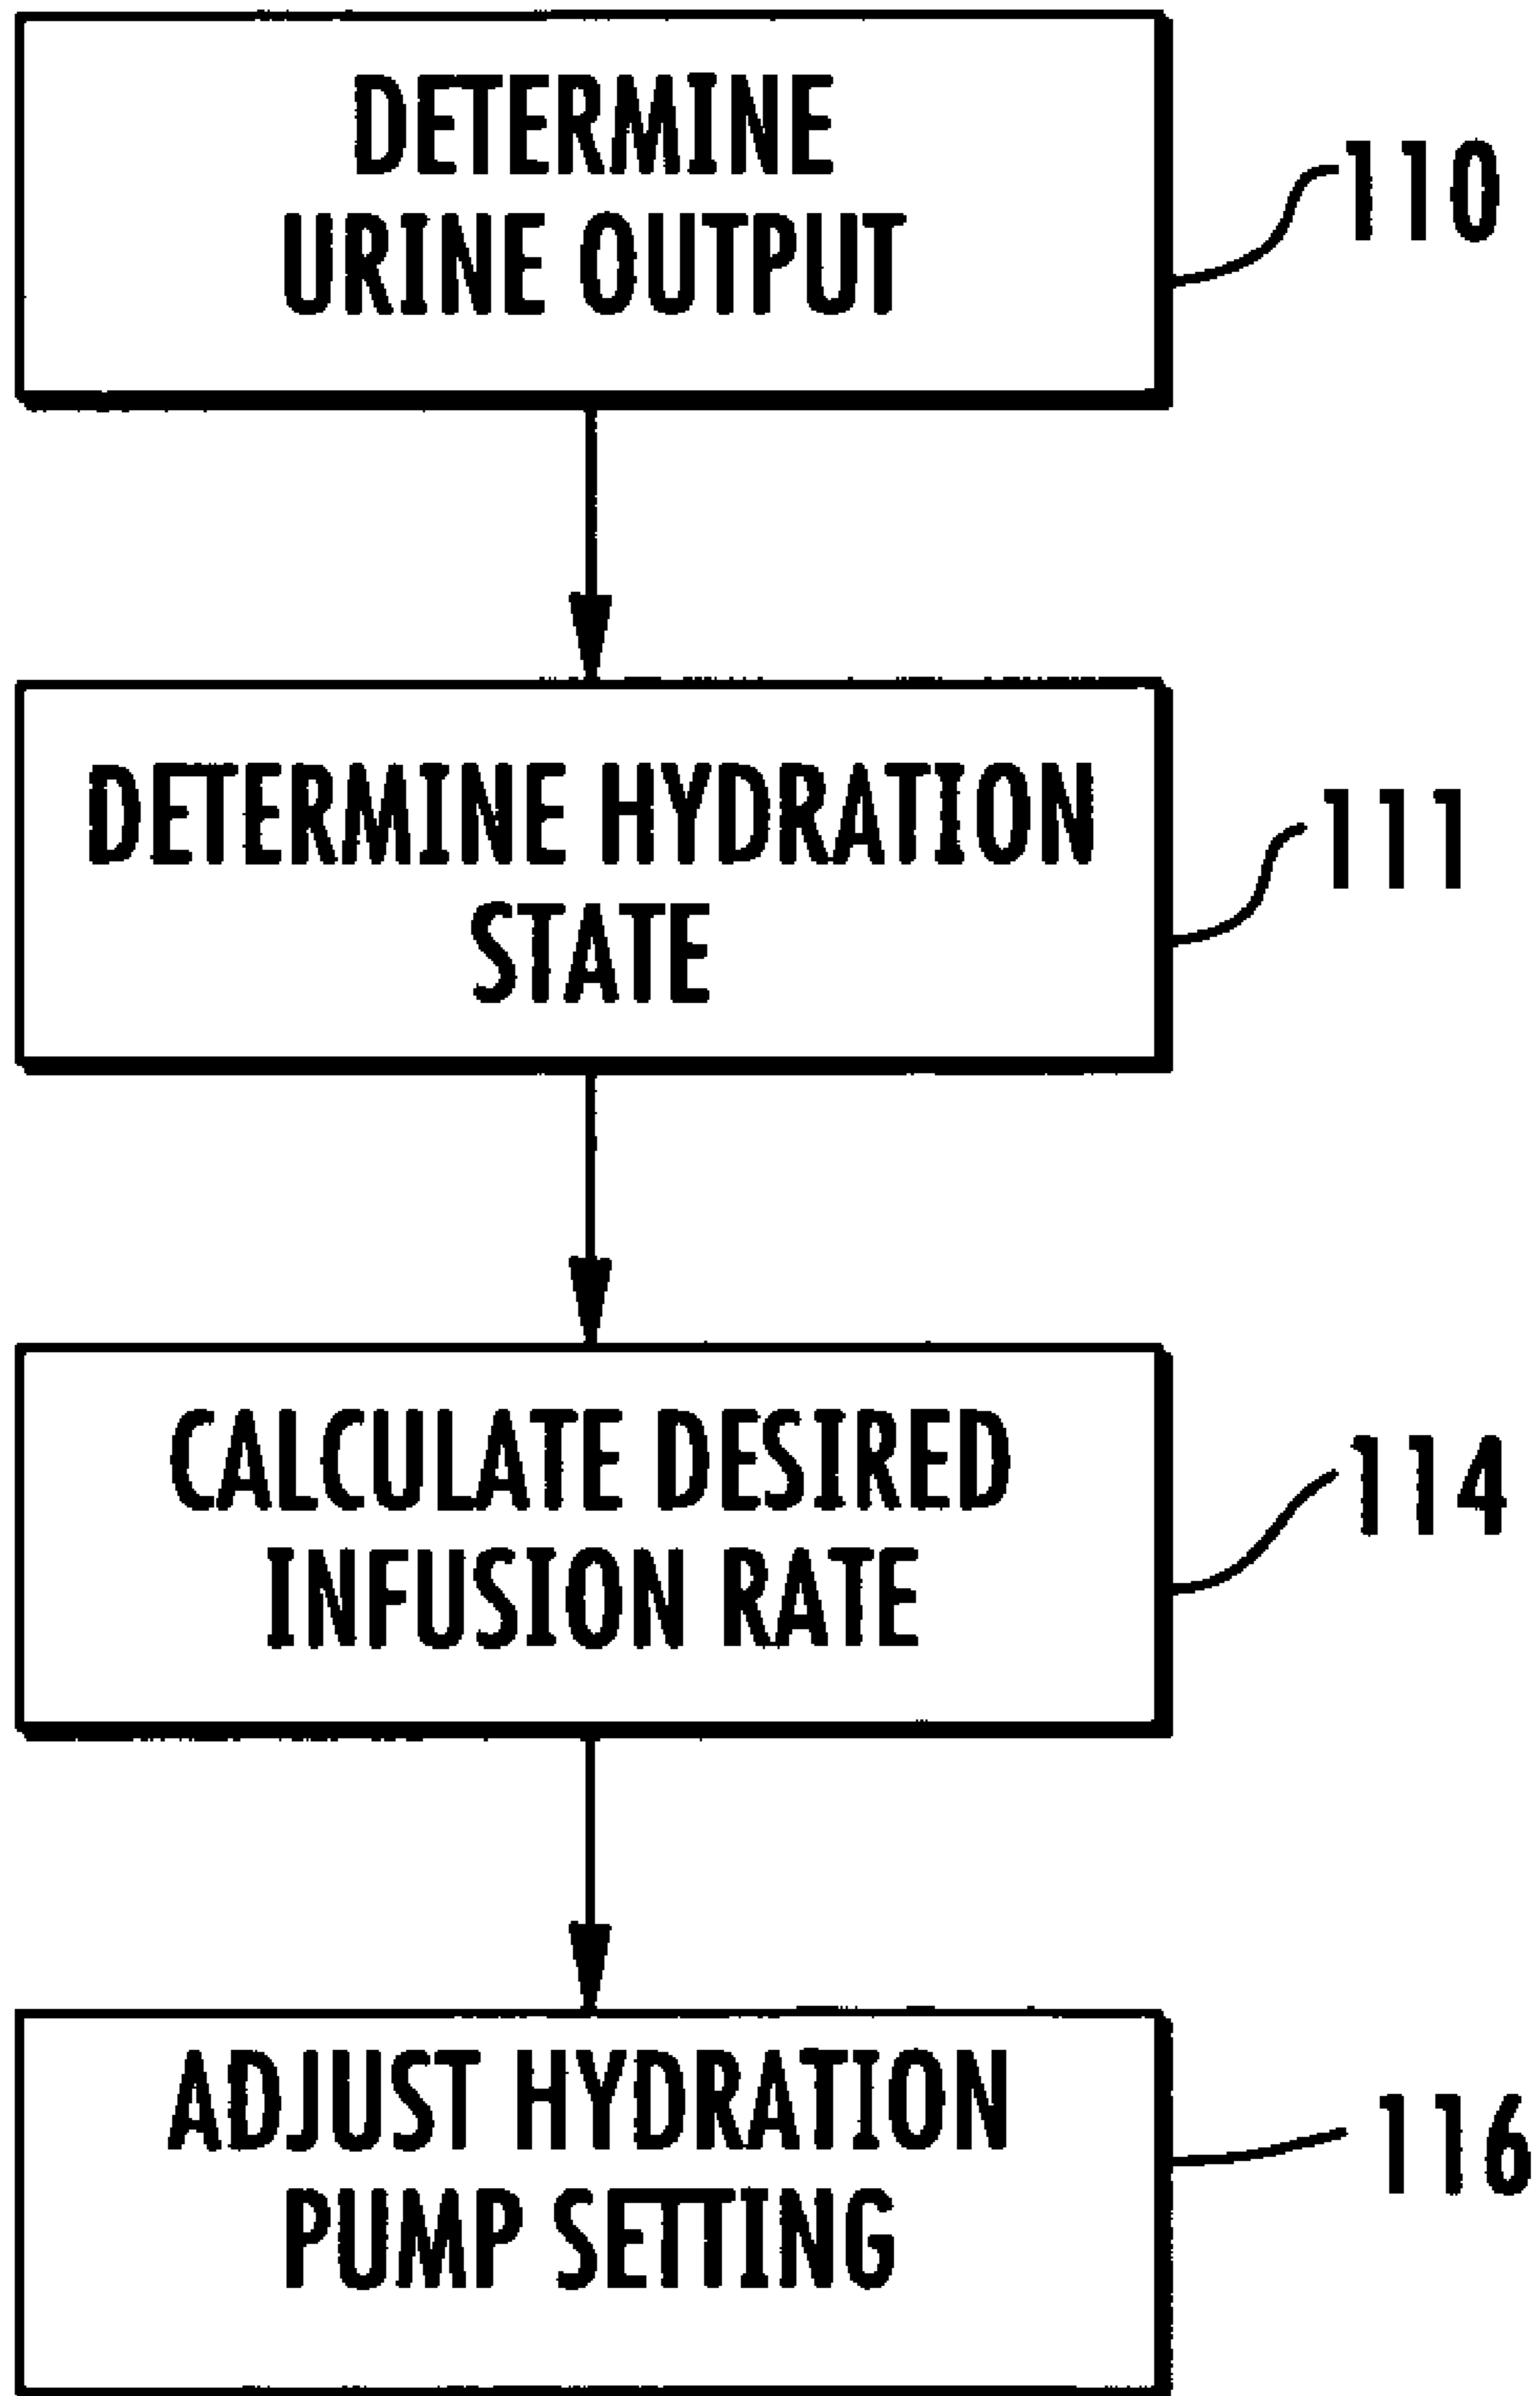 DETERMINE
URINE OUTPUT
110
DETERMINE HYDRATION
STATE
111
CALCULATE DESIRED
INFUSION RATE
114
ADJUST HYDRATION
PUMP SETTING
116